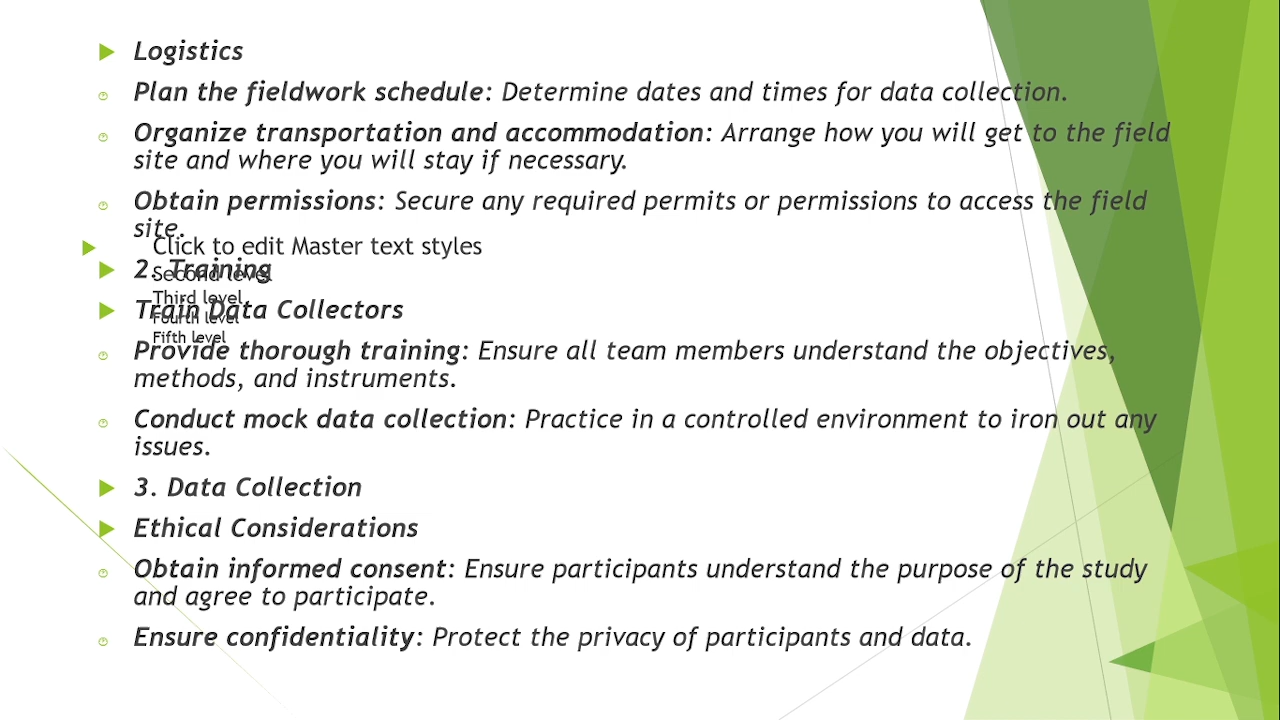 Logistics
Plan the fieldwork schedule: Determine dates and times for data collection.
Organize transportation and accommodation: Arrange how you will get to the field
site and where you will stay if necessary.
Obtain permissions: Secure any required permits or permissions to access the field
site.
Click to edit Master text styles
2. Training
Second level
Third level
Train Data Collectors
Fourth level
Fifth level
Provide thorough training: Ensure all team members understand the objectives,
methods, and instruments.
Conduct mock data collection: Practice in a controlled environment to iron out any
issues.
3. Data Collection
Ethical Considerations
Obtain informed consent: Ensure participants understand the purpose of the study
and agree to participate.
Ensure confidentiality: Protect the privacy of participants and data.